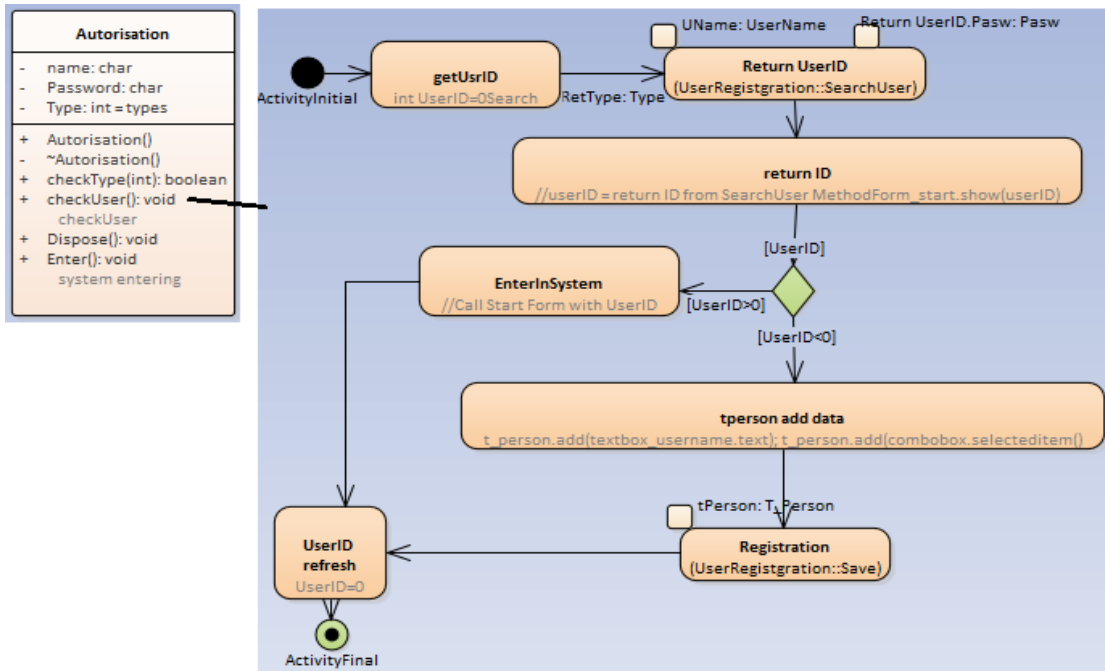 Autorisation
- name: char
- Password: char
- Type: int = types
+ Autorisation()
- ~Autorisation()
+ checkType(int): boolean
+ checkUser(): void
checkUser
+ Dispose(): void
+ Enter(): void
system entering
ActivityInitial
getUsrID
int UserID=0Search
RetType: Type
UName: UserName
Return UserID.Pasw: Pasw
Return UserID
(UserRegistgration::SearchUser)
return ID
//userID = return ID from SearchUser MethodForm_start.show(userID)
[UserID]
EnterInSystem
//Call Start Form with UserID
[UserID>0]
[UserID<0]
tperson add data
t_person.add(textbox_username.text); t_person.add(combobox.selecteditem()
tPerson: T_Person
Registration
(UserRegistgration::Save)
UserID
refresh
UserID=0
ActivityFinal